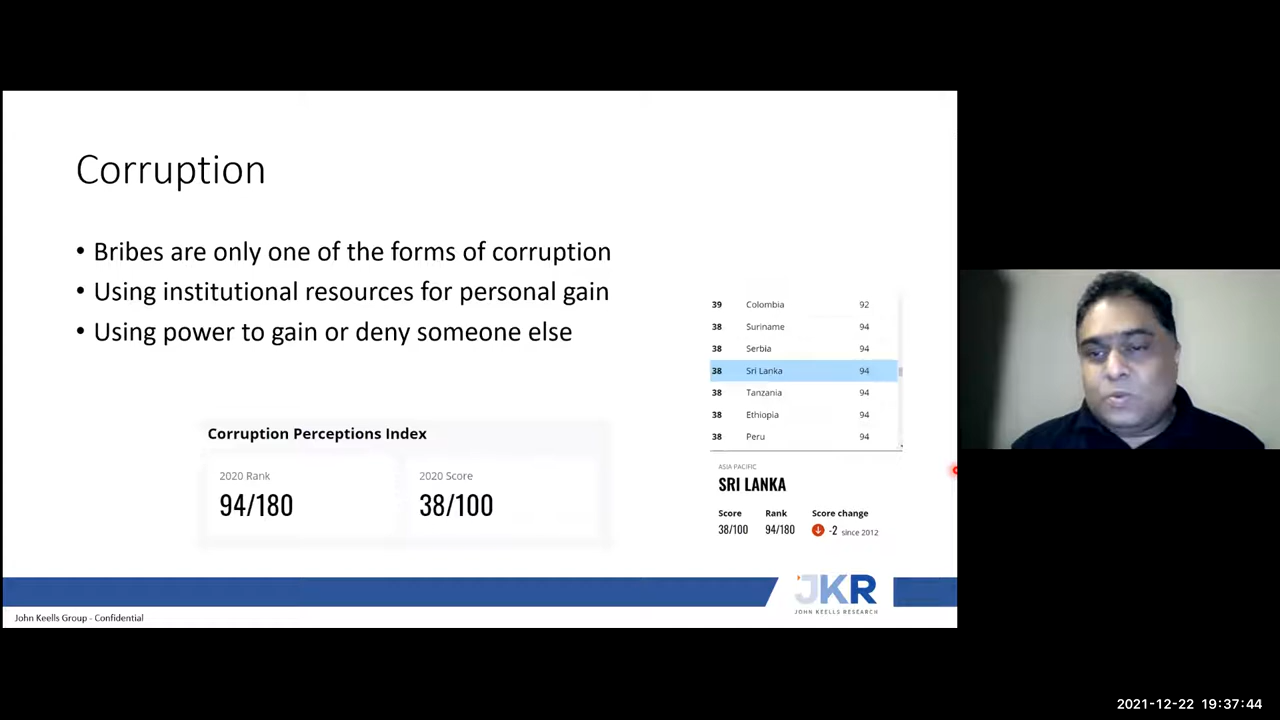 Corruption
• Bribes are only one of the forms of corruption
• Using institutional resources for personal gain
• Using power to gain or deny someone else
39 Colombia 92
38 Suriname 94
38 Serbia 94
38 Sri Lanka 94
38 Tanzania 94
38 Ethiopia 94
38 Peru 94
Corruption Perceptions Index
2020 Rank 2020 Score
94/180 38/100
ASIA PACIFIC
SRI LANKA
Score Rank Score change
38/100 94/180 -2 since 2012
JKR
JOHN KEELLS RESEARCH
John Keells Group - Confidential
2021-12-22 19:37:44